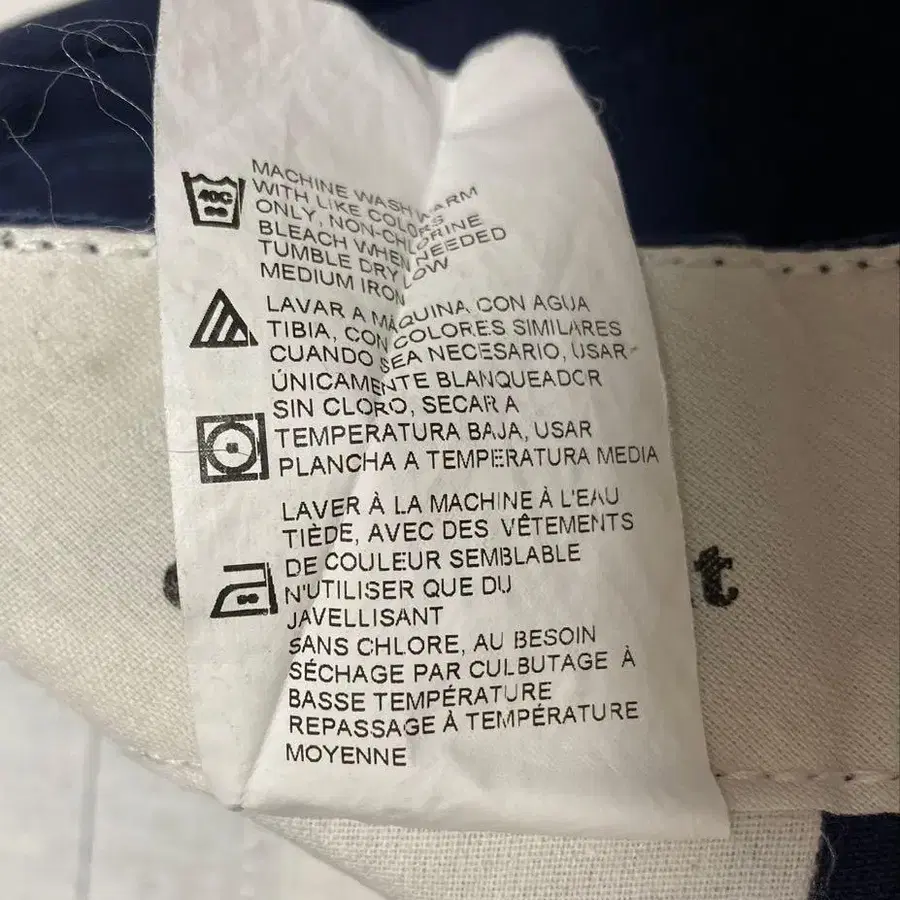 40C
MACHINE WASH WARM
WITH LIKE COLORS
ONLY, NON-CHLORINE
BLEACH WHEN NEEDED
TUMBLE DRY LOW
MEDIUM IRON
LAVAR A MÁQUINA CON AGUA
TIBIA, CON COLORES SIMILARES
CUANDO SEA NECESARIO, USAR
ÚNICAMENTE BLANQUEADOR
SIN CLORO, SECAR A
TEMPERATURA BAJA, USAR
PLANCHA A TEMPERATURA MEDIA
LAVER À LA MACHINE À L'EAU
TIÈDE, AVEC DES VÊTEMENTS
DE COULEUR SEMBLABLE
N'UTILISER QUE DU
JAVELLISANT
SANS CHLORE, AU BESOIN
SÉCHAGE PAR CULBUTAGE À
BASSE TEMPÉRATURE
REPASSAGE À TEMPÉRATURE
MOYENNE
t